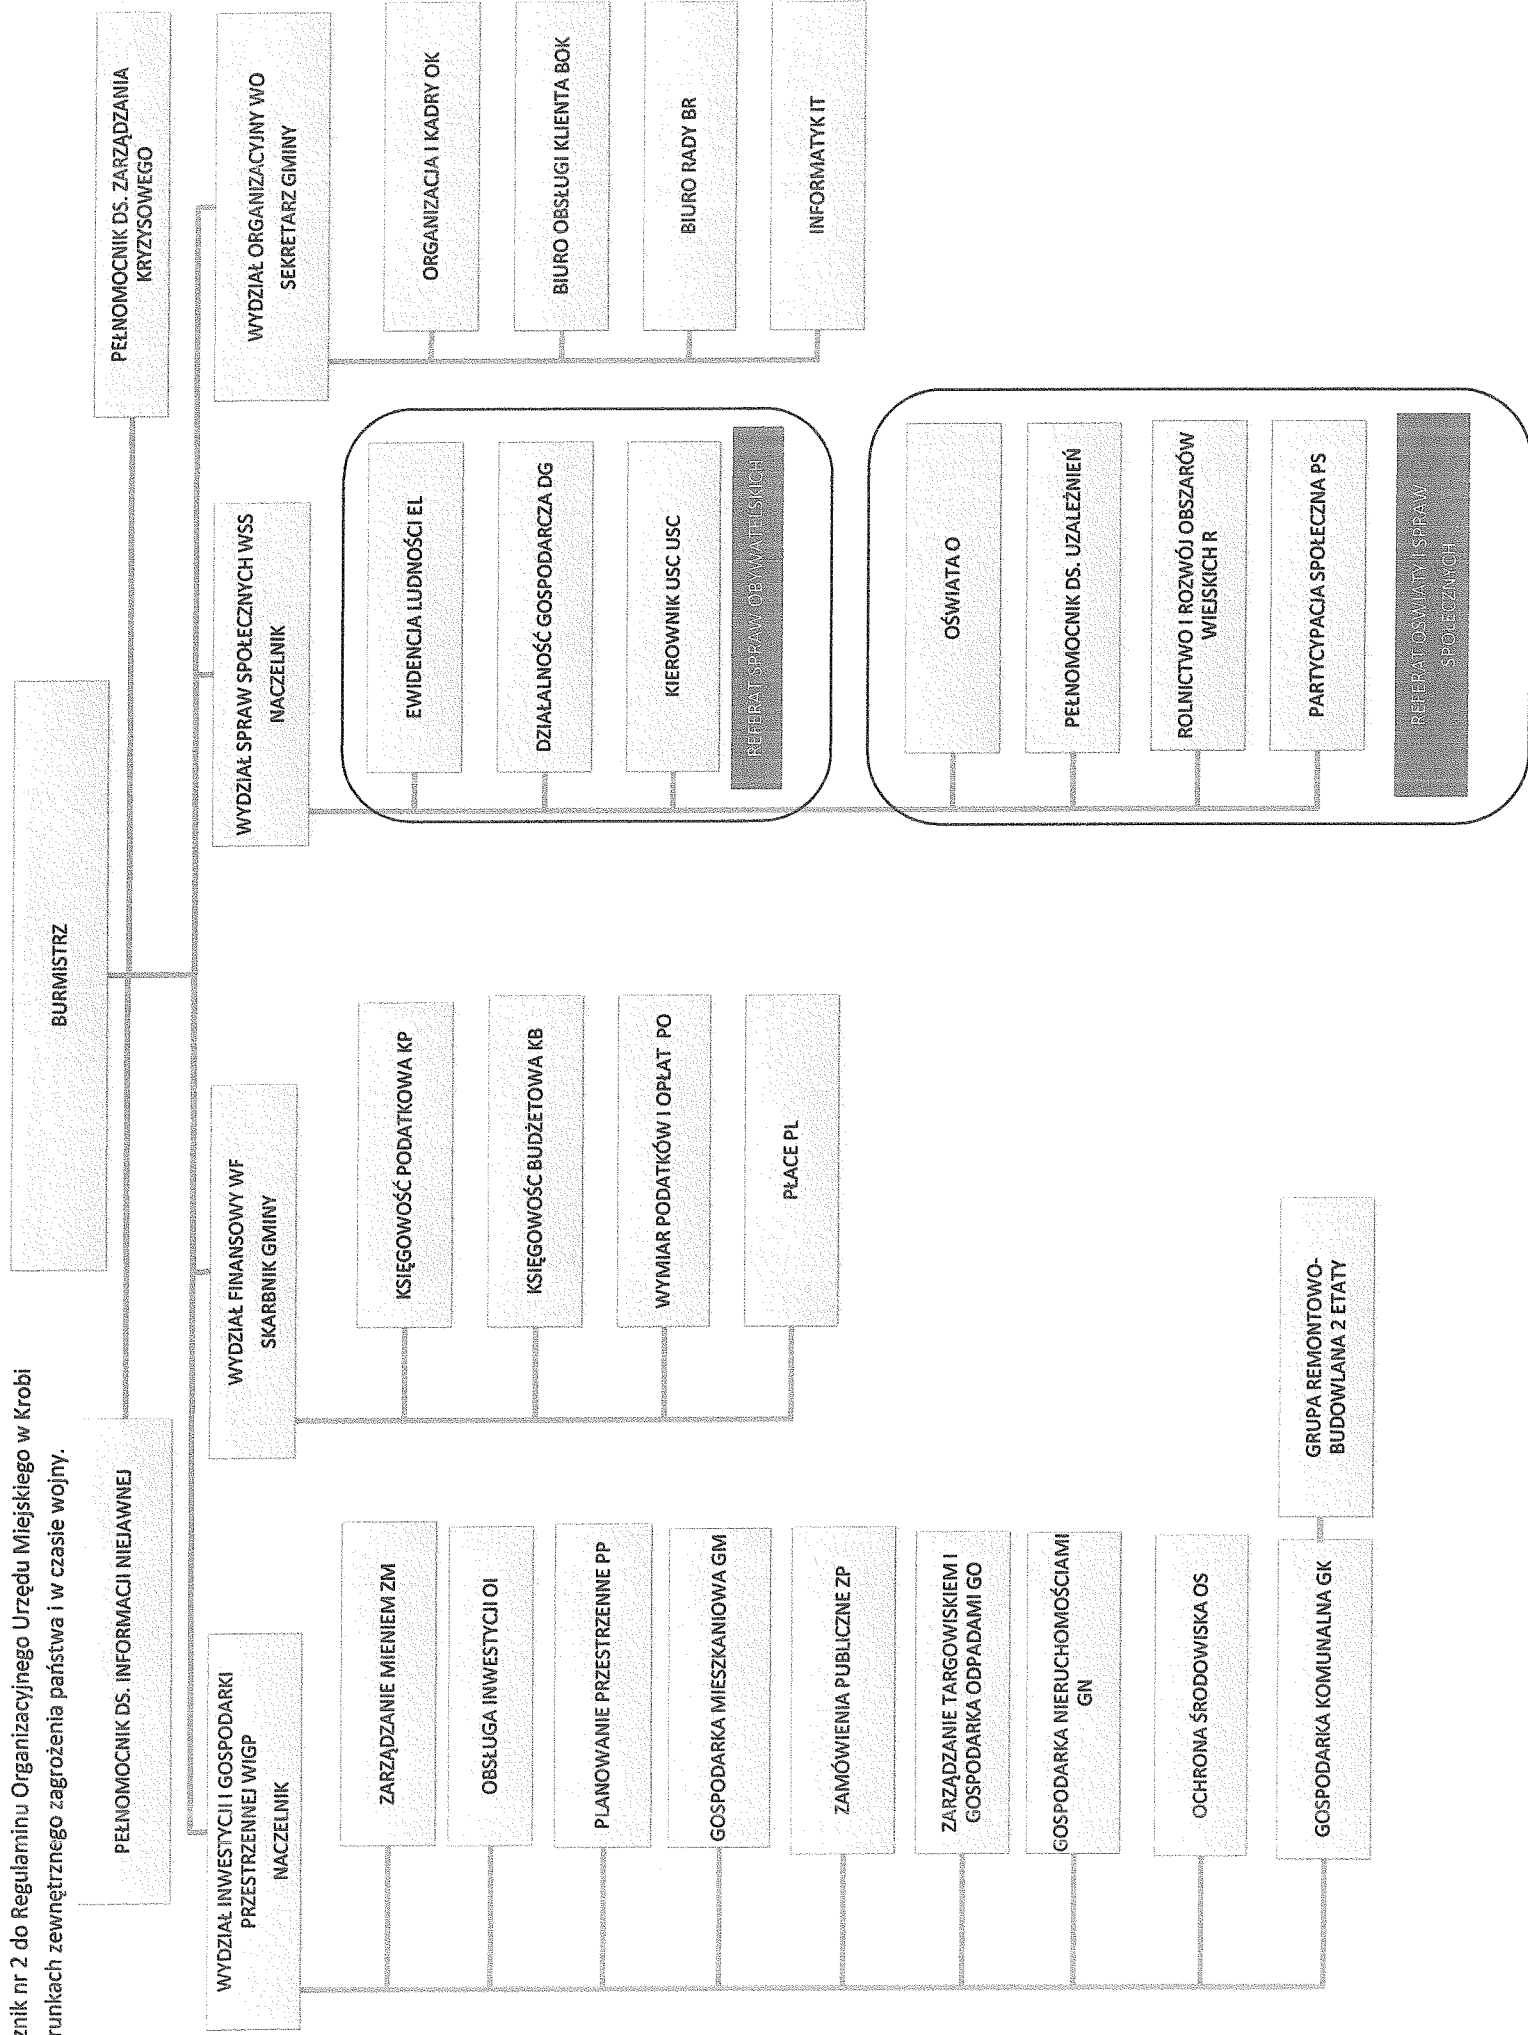 znik nr 2 do Regulaminu Organizacyjnego Urzędu Miejskiego w Krobi
runkach zewnętrznego zagrożenia państwa i w czasie wojny.
BURMISTRZ
PEŁNOMOCNIK DS. INFORMACJI NIEJAWNEJ
PEŁNOMOCNIK DS. ZARZĄDZANIA
KRYZYSOWEGO
WYDZIAŁ INWESTYCJI I GOSPODARKI
PRZESTRZENNEJ WIGP
NACZELNIK
ZARZĄDZANIE MIENIEM ZM
OBSŁUGA INWESTYCJI OI
PLANOWANIE PRZESTRZENNE PP
GOSPODARKA MIESZKANIOWA GM
ZAMÓWIENIA PUBLICZNE ZP
ZARZĄDZANIE TARGOWISKIEM I
GOSPODARKA ODPADAMI GO
GOSPODARKA NIERUCHOMOŚCIAMI
GN
OCHRONA ŚRODOWISKA OS
GOSPODARKA KOMUNALNA GK
GRUPA REMONTOWO-
BUDOWLANA 2 ETATY
WYDZIAŁ FINANSOWY WF
SKARBNIK GMINY
KSIĘGOWOŚĆ PODATKOWA KP
KSIĘGOWOŚC BUDŻETOWA KB
WYMIAR PODATKÓW I OPŁAT PO
PŁACE PL
WYDZIAŁ SPRAW SPOŁECZNYCH WSS
NACZELNIK
EWIDENCJA LUDNOŚCI EL
DZIAŁALNOŚĆ GOSPODARCZA DG
KIEROWNIK USC USC
REFERAT SPRAW OBYWATELSKICH
OŚWIATA O
PEŁNOMOCNIK DS. UZALEŻNIEŃ
ROLNICTWO I ROZWÓJ OBSZARÓW
WIEJSKICH R
PARTYCYPACJA SPOŁECZNA PS
REFERAT OŚWIATY I SPRAW
SPOŁECZNYCH
WYDZIAŁ ORGANIZACYJNY WO
SEKRETARZ GMINY
ORGANIZACJA I KADRY OK
BIURO OBSŁUGI KLIENTA BOK
BIURO RADY BR
INFORMATYK IT